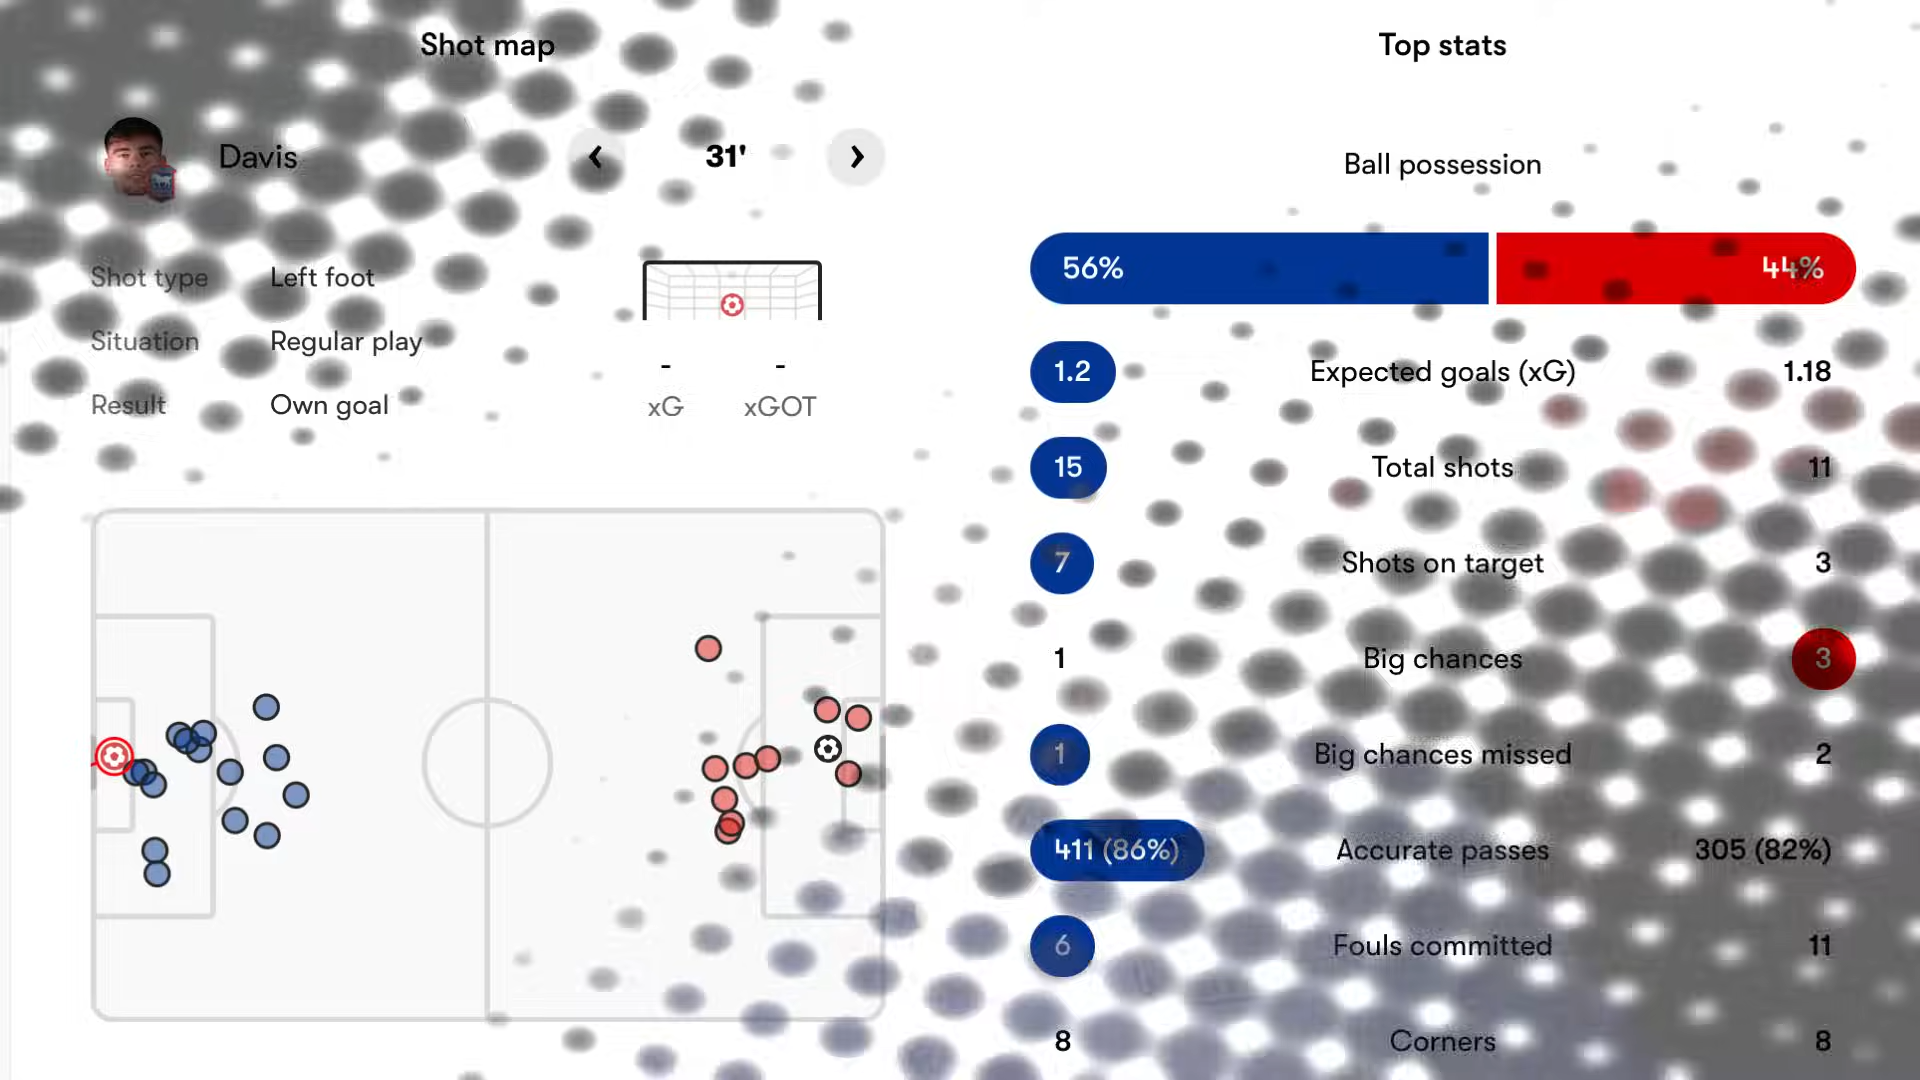 Shot map
Davis
31'
Shot type Left foot
Situation Regular play
Result Own goal
- -
xG xGOT
Top stats
Ball possession
56% 44%
1.2 Expected goals (xG) 1.18
15 Total shots 11
7 Shots on target 3
1 Big chances 3
1 Big chances missed 2
411 (86%) Accurate passes 305 (82%)
6 Fouls committed 11
8 Corners 8